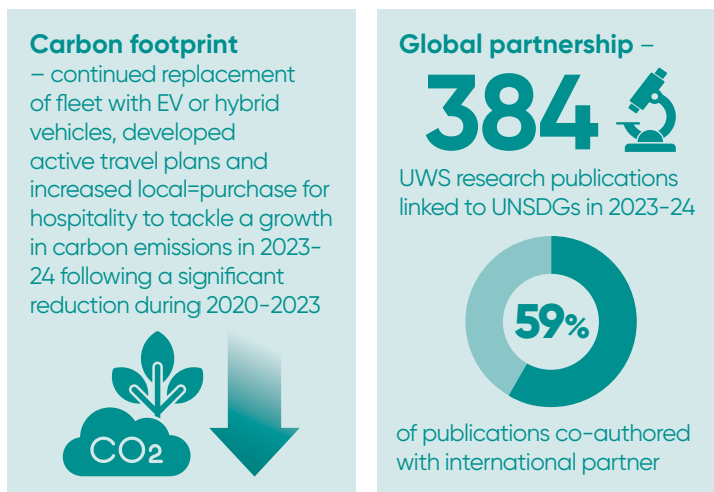 Carbon footprint
– continued replacement
of fleet with EV or hybrid
vehicles, developed
active travel plans and
increased local=purchase for
hospitality to tackle a growth
in carbon emissions in 2023-
24 following a significant
reduction during 2020-2023
CO2
Global partnership –
384
UWS research publications
linked to UNSDGs in 2023-24
59%
of publications co-authored
with international partner